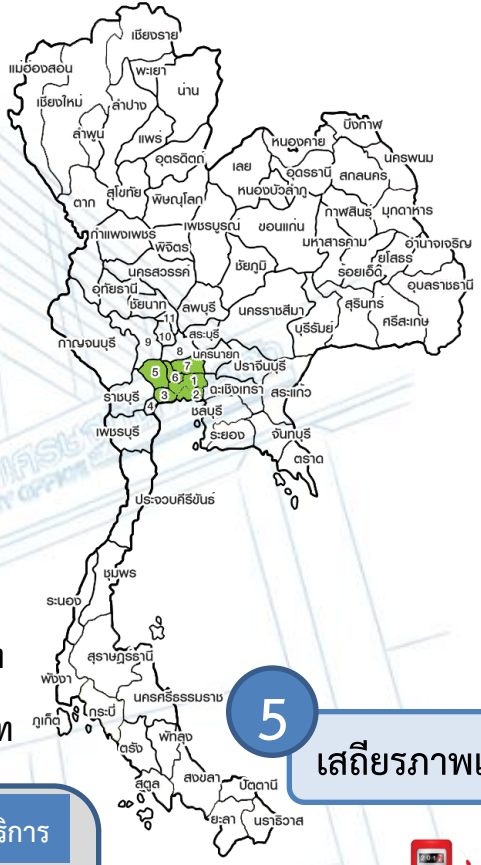 เชียงราย
แม่ฮ่องสอน
พะเยา
น่าน
เชียงใหม่
ลำปาง
ลำพูน
แพร่
บึงกาฬ
หนองคาย
อุตรดิตถ์
เลย
อุดรธานี
นครพนม
สกลนคร
หนองบัวลำภู
ตาก
สุโขทัย
พิษณุโลก
กาฬสินธุ์
มุกดาหาร
เพชรบูรณ์
ขอนแก่น
กำแพงเพชร
พิจิตร
มหาสารคาม
อำนาจเจริญ
ยโสธร
ร้อยเอ็ด
ชัยภูมิ
นครสวรรค์
อุบลราชธานี
อุทัยธานี
ชัยนาท
ลพบุรี
นครราชสีมา
สุรินทร์
ศรีสะเกษ
บุรีรัมย์
11
สระบุรี
10
9
กาญจนบุรี
8
นครนายก
7
ปราจีนบุรี
5
6
1
ฉะเชิงเทรา
สระแก้ว
2
3
ราชบุรี
4
ชลบุรี
เพชรบุรี
ระยอง
จันทบุรี
ตราด
ประจวบคีรีขันธ์
ชุมพร
ระนอง
สุราษฎร์ธานี
พังงา
นครศรีธรรมราช
ภูเก็ต
กระบี่
ตรัง
พัทลุง
สตูล
สงขลา
ปัตตานี
ยะลา
นราธิวาส
5
เสถียรภาพ
ริการ